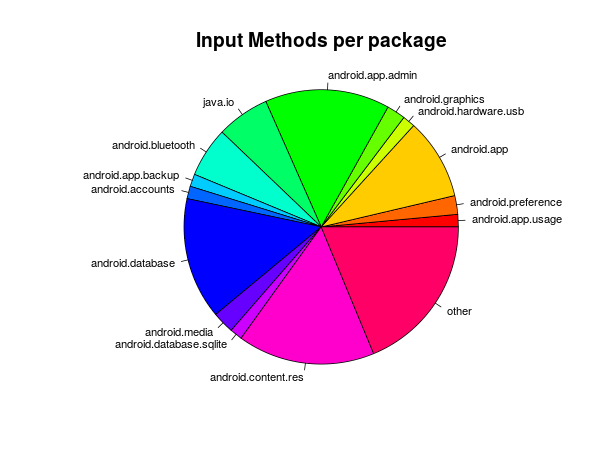 Input Methods per package
android.app.admin
android.graphics
java.io
android.hardware.usb
android.bluetooth
android.app
android.app.backup
android.accounts
android.preference
android.app.usage
android.database
other
android.media
android.database.sqlite
android.content.res